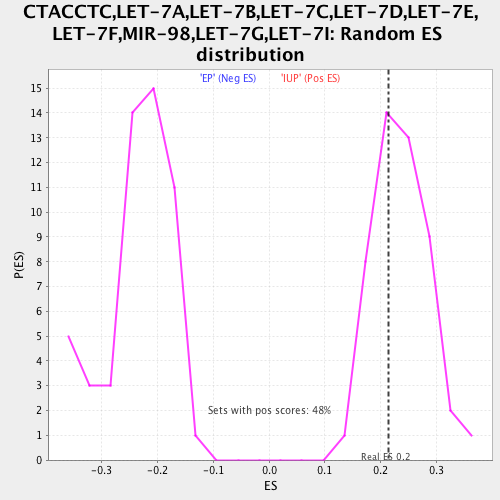 CTACCTC,LET-7A,LET-7B,LET-7C,LET-7D,LET-7E,
LET-7F,MIR-98,LET-7G,LET-7I: Random ES
distribution
'EP' (Neg ES) 'IUP' (Pos ES)
15
14
13
12
11
10
9
8
7
6
5
4
3
2
1
0
P(ES)
Sets with pos scores: 48%
Real ES 0.2
-0.3 -0.2 -0.1 0.0 0.1 0.2 0.3
ES